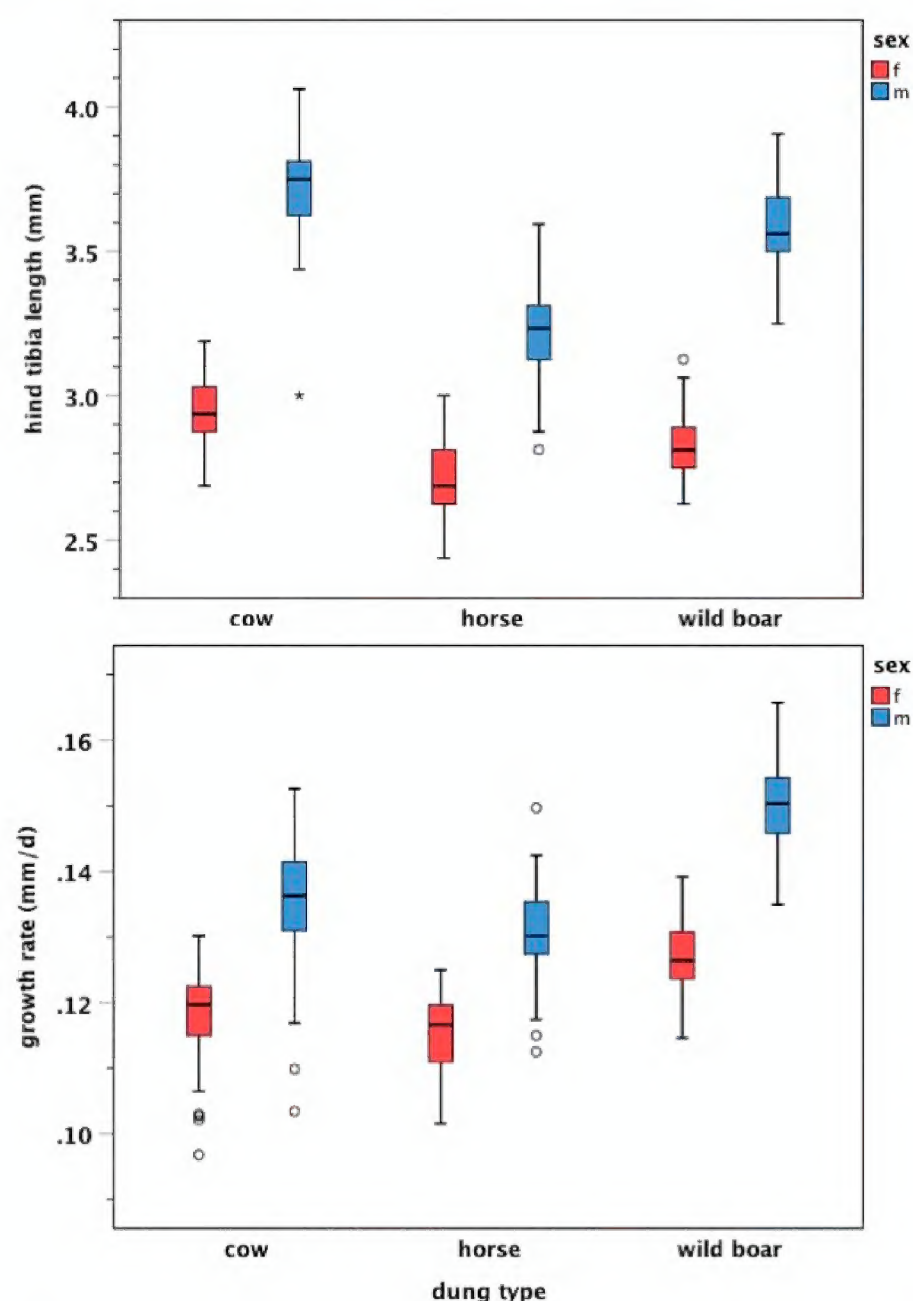 sex
f
m
hind tibia length (mm)
4.0
3.5
3.0
2.5
cow horse wild boar
sex
f
m
growth rate (mm/d)
.16
.14
.12
.10
cow horse wild boar
dung type